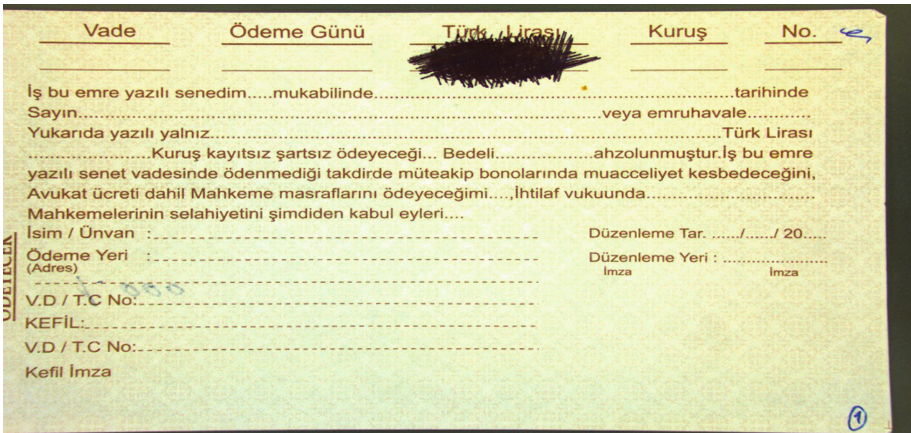 Vade Ödeme Günü Türk Lirası Kuruş No.
İş bu emre yazılı senedim.....mukabilinde..........................................................................tarihinde
Sayın...........................................................................................................veya emruhavale............
Yukarıda yazılı yalnız.........................................................................................................Türk Lirası
.........................Kuruş kayıtsız şartsız ödeyeceği... Bedeli....................ahzolunmuştur.İş bu emre
yazılı senet vadesinde ödenmediği takdirde müteakip bonolarında muacceliyet kesbedeceğini,
Avukat ücreti dahil Mahkeme masraflarını ödeyeceğimi....,İhtilaf vukuunda..................................
Mahkemelerinin selahiyetini şimdiden kabul eyleri....
İsim / Ünvan : Düzenleme Tar. ....../....../ 20.....
Ödeme Yeri : Düzenleme Yeri : .......................
(Adres) İmza İmza
V.D / T.C No:
KEFİL:
V.D / T.C No:
Kefil İmza
ÖDEYECEK
1